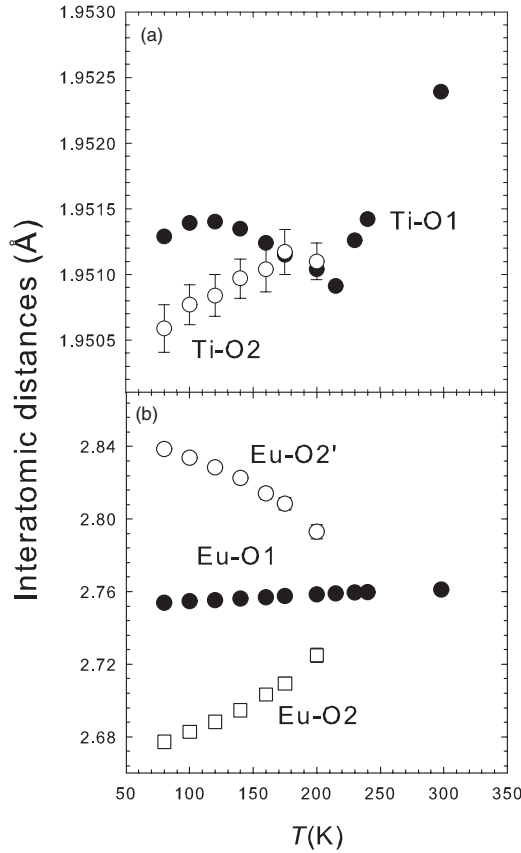 Interatomic distances (Å)
(a)
1.9530
1.9525
1.9520
1.9515
1.9510
1.9505
Ti-O1
Ti-O2
(b)
2.84
2.80
2.76
2.72
2.68
Eu-O2'
Eu-O1
Eu-O2
50 100 150 200 250 300 350
T(K)